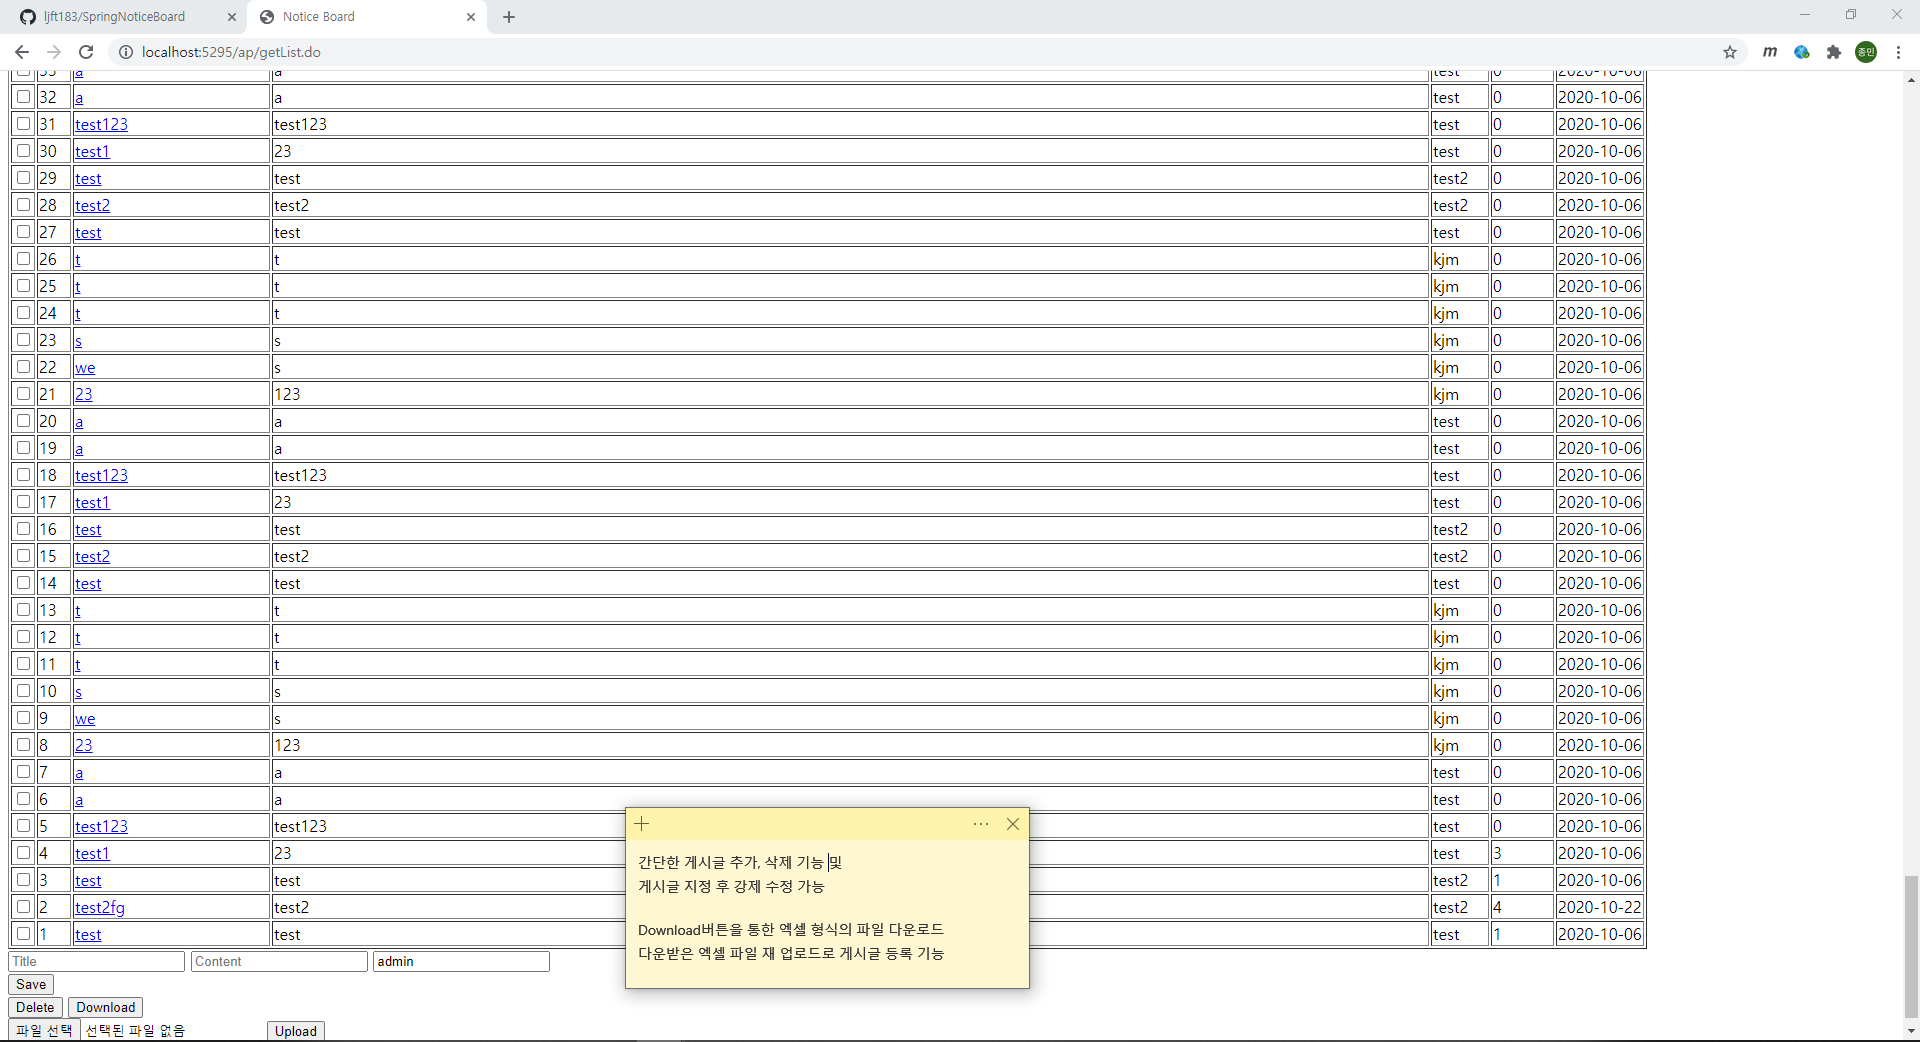 ljft183/SpringNoticeBoard
Notice Board
localhost:5295/ap/getList.do
m
종민
33 a a test 0 2020-10-06
32 a a test 0 2020-10-06
31 test123 test123 test 0 2020-10-06
30 test1 23 test 0 2020-10-06
29 test test test2 0 2020-10-06
28 test2 test2 test2 0 2020-10-06
27 test test test 0 2020-10-06
26 t t kjm 0 2020-10-06
25 t t kjm 0 2020-10-06
24 t t kjm 0 2020-10-06
23 s s kjm 0 2020-10-06
22 we s kjm 0 2020-10-06
21 23 123 kjm 0 2020-10-06
20 a a test 0 2020-10-06
19 a a test 0 2020-10-06
18 test123 test123 test 0 2020-10-06
17 test1 23 test 0 2020-10-06
16 test test test2 0 2020-10-06
15 test2 test2 test2 0 2020-10-06
14 test test test 0 2020-10-06
13 t t kjm 0 2020-10-06
12 t t kjm 0 2020-10-06
11 t t kjm 0 2020-10-06
10 s s kjm 0 2020-10-06
9 we s kjm 0 2020-10-06
8 23 123 kjm 0 2020-10-06
7 a a test 0 2020-10-06
6 a a test 0 2020-10-06
5 test123 test123 test 0 2020-10-06
4 test1 23 test 3 2020-10-06
3 test test test2 1 2020-10-06
2 test2fg test2 test2 4 2020-10-22
1 test test test 1 2020-10-06
간단한 게시글 추가, 삭제 기능 및
게시글 지정 후 강제 수정 가능
Download버튼을 통한 엑셀 형식의 파일 다운로드
다운받은 엑셀 파일 재 업로드로 게시글 등록 기능
Title Content admin
Save
Delete Download
파일 선택 선택된 파일 없음 Upload